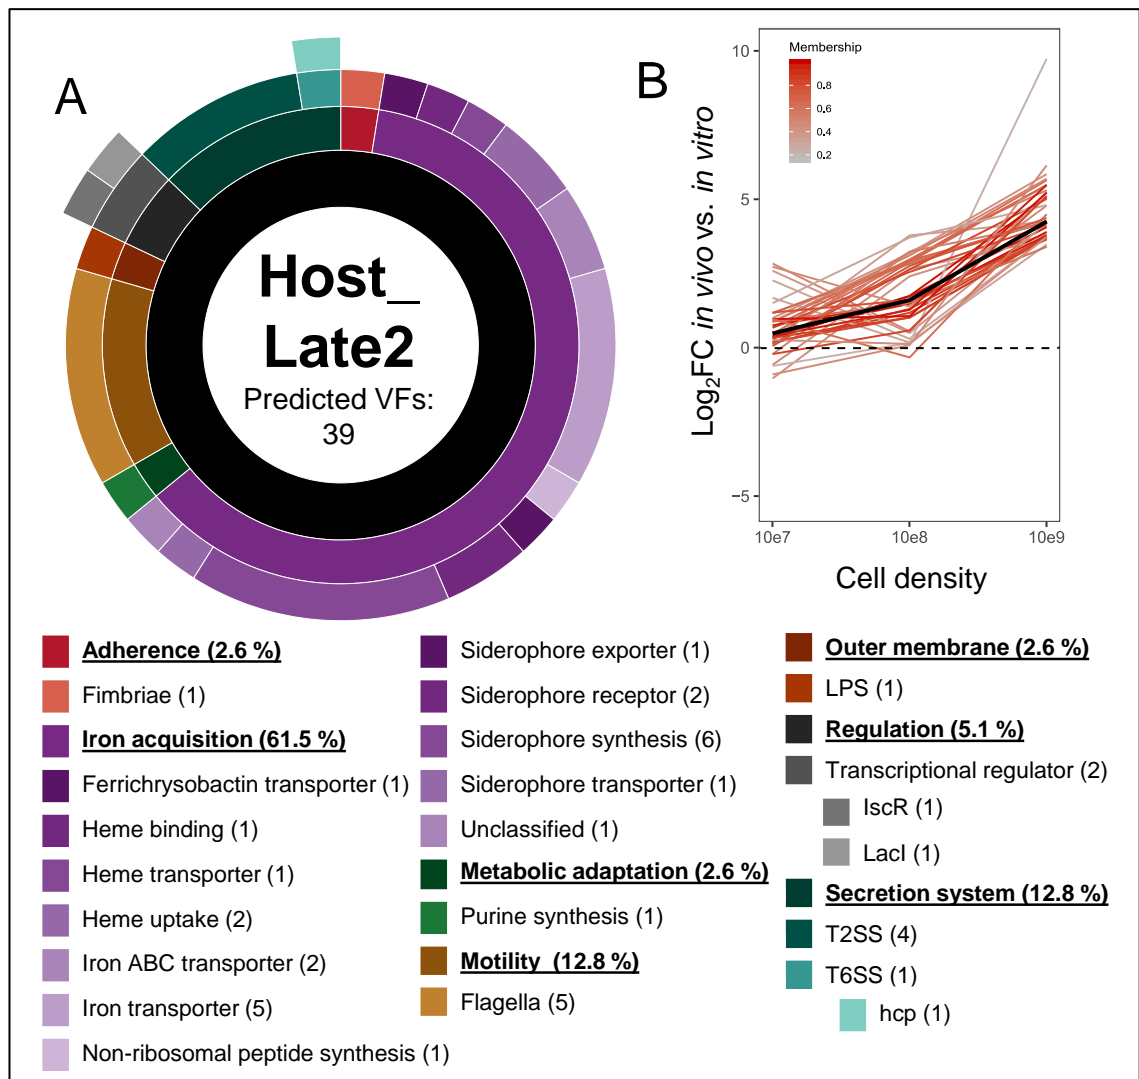 A
Host_
Late2
Predicted VFs:
39
B
Membership
0.8
0.6
0.4
0.2
10
5
0
−5
Log2FC in vivo vs. in vitro
10e7
10e8
10e9
Cell density
Adherence (2.6 %)
Fimbriae (1)
Iron acquisition (61.5 %)
Ferrichrysobactin transporter (1)
Heme binding (1)
Heme transporter (1)
Heme uptake (2)
Iron ABC transporter (2)
Iron transporter (5)
Non-ribosomal peptide synthesis (1)
Siderophore exporter (1)
Siderophore receptor (2)
Siderophore synthesis (6)
Siderophore transporter (1)
Unclassified (1)
Metabolic adaptation (2.6 %)
Purine synthesis (1)
Motility (12.8 %)
Flagella (5)
Outer membrane (2.6 %)
LPS (1)
Regulation (5.1 %)
Transcriptional regulator (2)
IscR (1)
LacI (1)
Secretion system (12.8 %)
T2SS (4)
T6SS (1)
hcp (1)